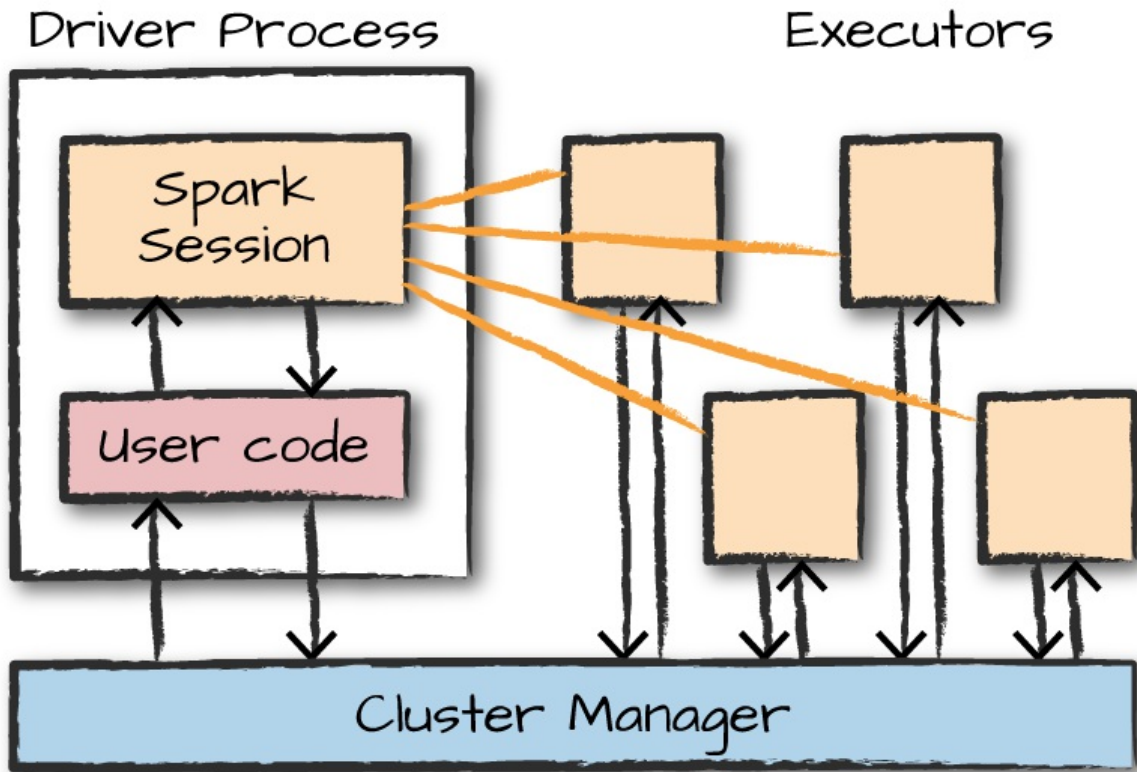 Driver Process
Executors
Spark
Session
User code
Cluster Manager